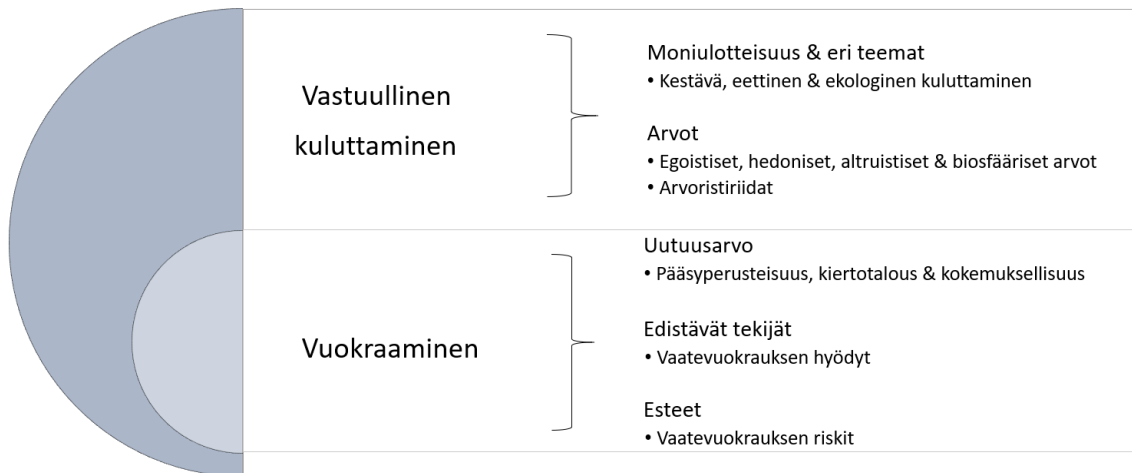 Vastuullinen
kuluttaminen
Moniulotteisuus & eri teemat
• Kestävä, eettinen & ekologinen kuluttaminen
Arvot
• Egoistiset, hedoniset, altruistiset & biosfääriset arvot
• Arvoristiriidat
Vuokraaminen
Uutuusarvo
• Pääsyperusteisuus, kiertotalous & kokemuksellisuus
Edistävät tekijät
• Vaatevuokrauksen hyödyt
Esteet
• Vaatevuokrauksen riskit